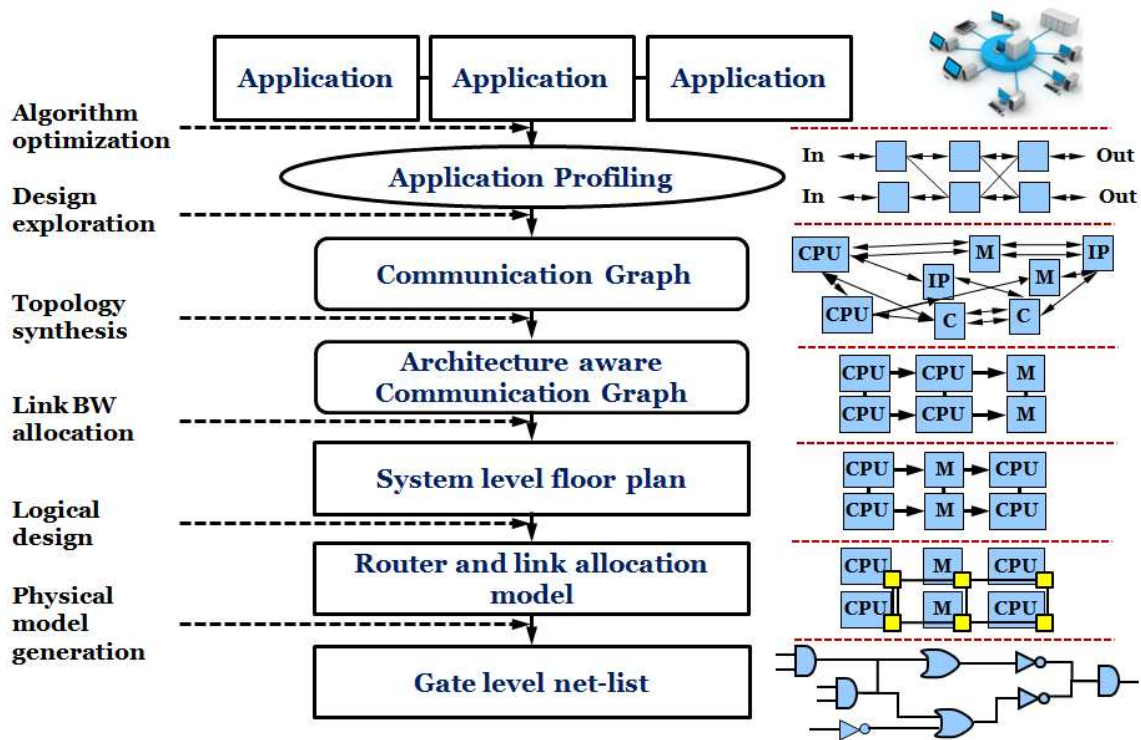 Application
Application
Application
Algorithm
optimization
Application Profiling
Design
exploration
Communication Graph
Topology
synthesis
Architecture aware
Communication Graph
Link BW
allocation
System level floor plan
Logical
design
Router and link allocation
model
Physical
model
generation
Gate level net-list
In
Out
In
Out
CPU
M
IP
IP
M
CPU
C
C
CPU
CPU
M
CPU
CPU
M
CPU
M
CPU
CPU
M
CPU
CPU
M
CPU
CPU
M
CPU